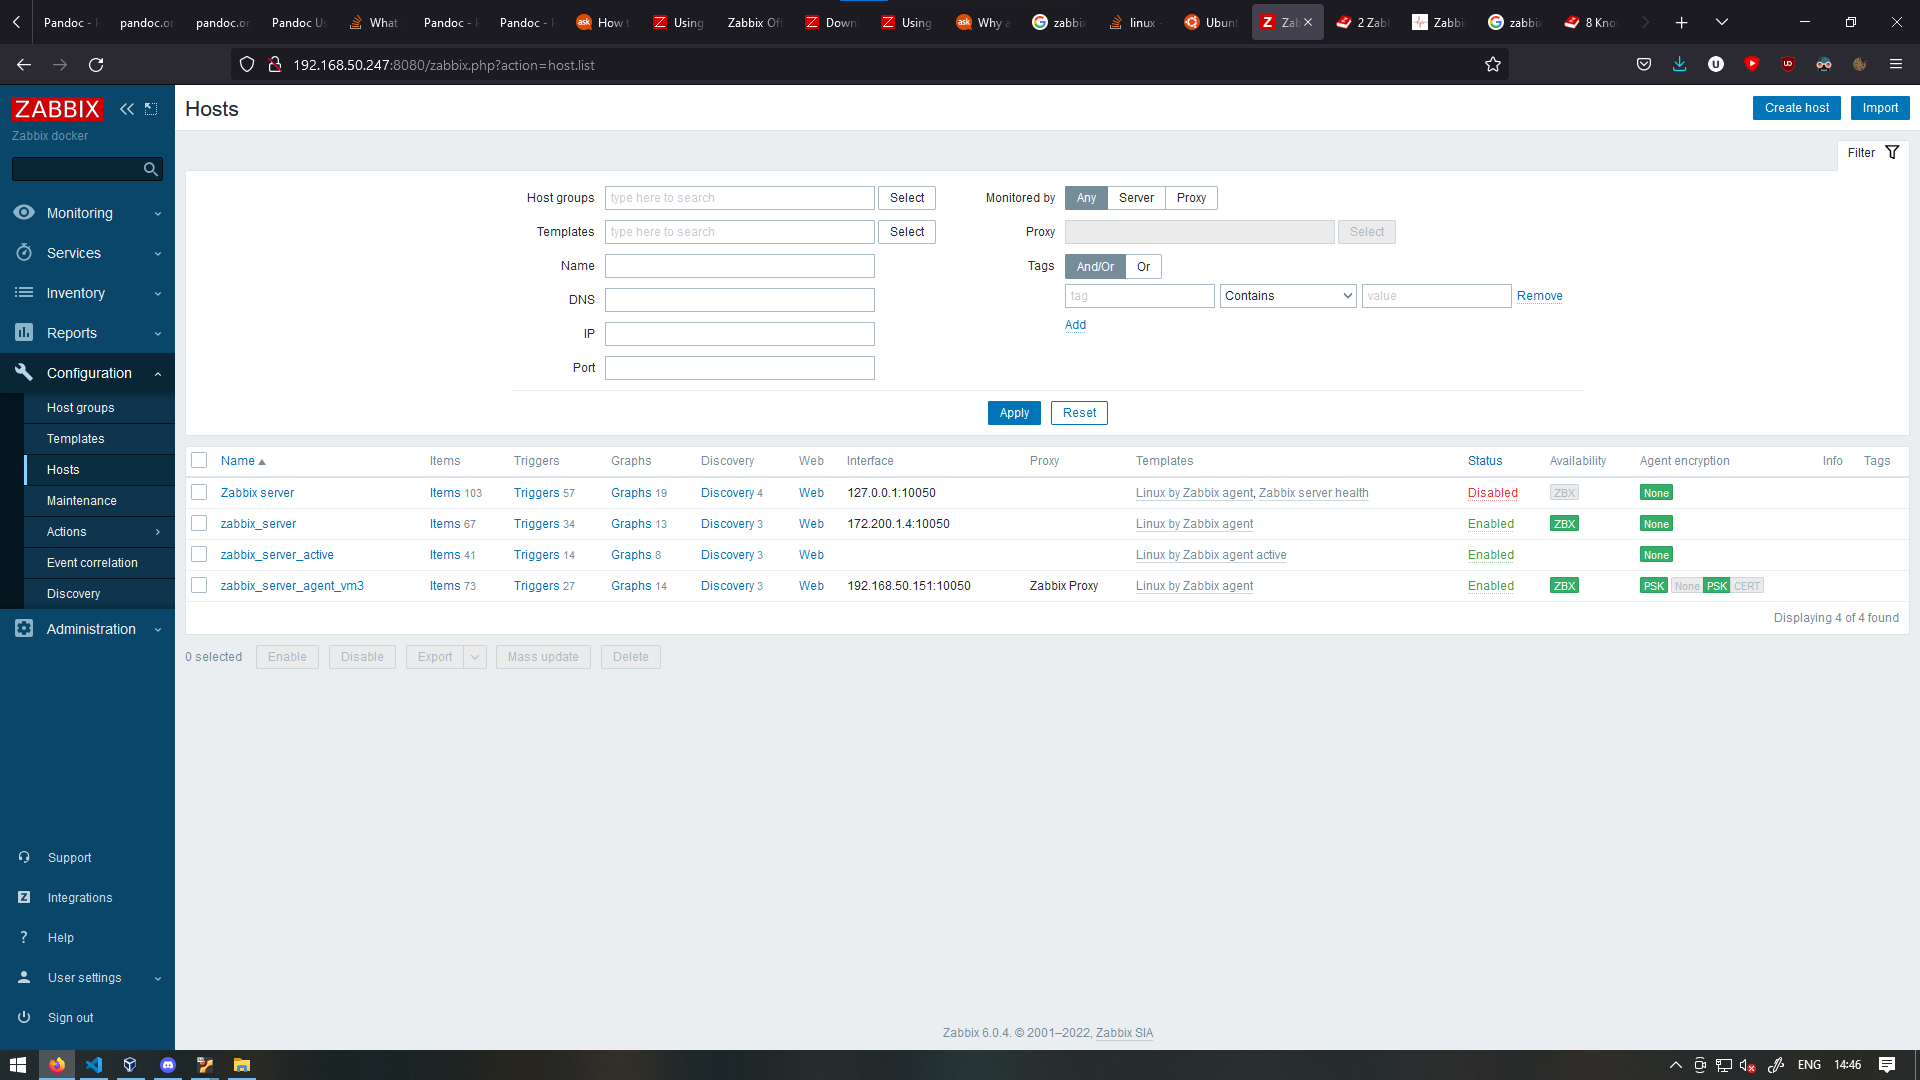 Pandoc - F
pandoc.or
pandoc.or
Pandoc Us
What
Pandoc - F
Pandoc - F
How t
Using
Zabbix Off
Down
Using
Why a
zabbix
linux -
Ubunt
Zab
2 Zabb
Zabbix
zabbix
8 Know
192.168.50.247:8080/zabbix.php?action=host.list
ZABBIX
Zabbix docker
Monitoring
Services
Inventory
Reports
Configuration
Host groups
Templates
Hosts
Maintenance
Actions
Event correlation
Discovery
Administration
Support
Integrations
Help
User settings
Sign out
Hosts
Create host
Import
Filter
Host groups type here to search Select
Templates type here to search Select
Name
DNS
IP
Port
Monitored by Any Server Proxy
Proxy Select
Tags And/Or Or
tag Contains value Remove
Add
Apply Reset
Name Items Triggers Graphs Discovery Web Interface Proxy Templates Status Availability Agent encryption Info Tags
Zabbix server Items 103 Triggers 57 Graphs 19 Discovery 4 Web 127.0.0.1:10050 Linux by Zabbix agent, Zabbix server health Disabled ZBX None
zabbix_server Items 67 Triggers 34 Graphs 13 Discovery 3 Web 172.200.1.4:10050 Linux by Zabbix agent Enabled ZBX None
zabbix_server_active Items 41 Triggers 14 Graphs 8 Discovery 3 Web Linux by Zabbix agent active Enabled None
zabbix_server_agent_vm3 Items 73 Triggers 27 Graphs 14 Discovery 3 Web 192.168.50.151:10050 Zabbix Proxy Linux by Zabbix agent Enabled ZBX PSK None PSK CERT
Displaying 4 of 4 found
0 selected Enable Disable Export Mass update Delete
Zabbix 6.0.4. © 2001–2022, Zabbix SIA
ENG 14:46